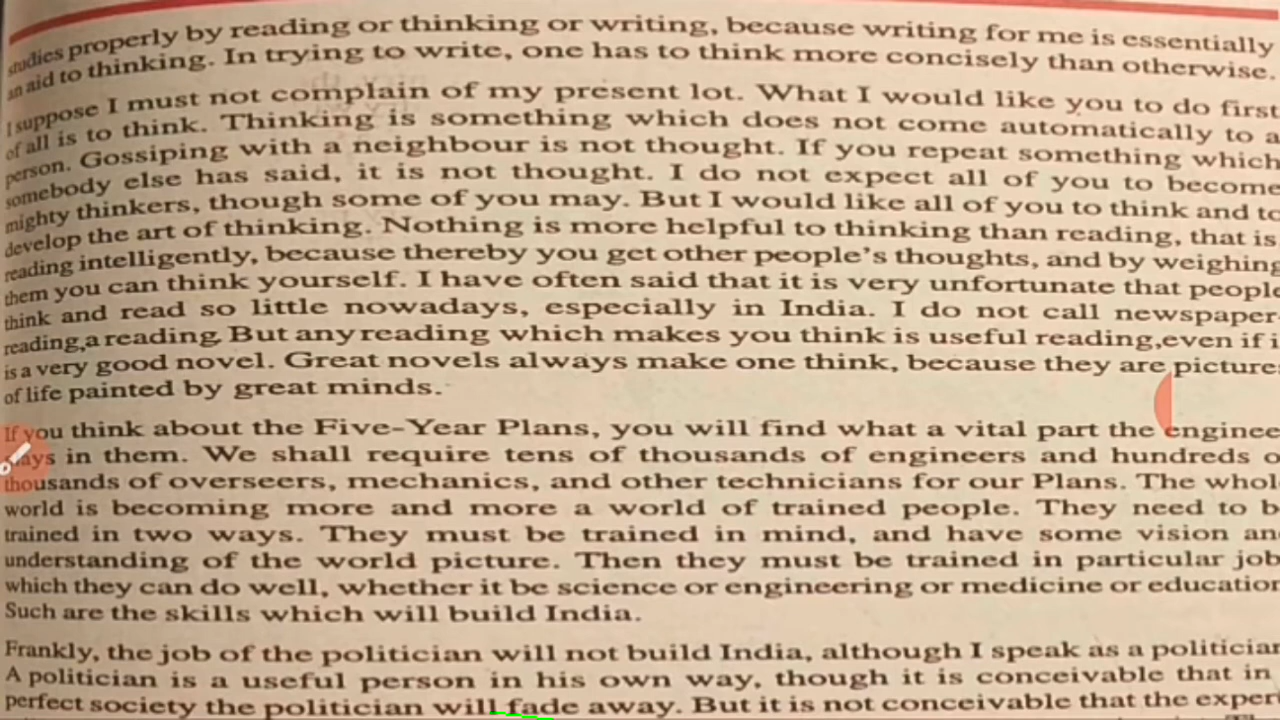 studies properly by reading or thinking or writing, because writing for me is essentially
an aid to thinking. In trying to write, one has to think more concisely than otherwise.
I suppose I must not complain of my present lot. What I would like you to do first
of all is to think. Thinking is something which does not come automatically to a
person. Gossiping with a neighbour is not thought. If you repeat something which
somebody else has said, it is not thought. I do not expect all of you to become
mighty thinkers, though some of you may. But I would like all of you to think and to
develop the art of thinking. Nothing is more helpful to thinking than reading, that is
reading intelligently, because thereby you get other people's thoughts, and by weighing
them you can think yourself. I have often said that it is very unfortunate that people
think and read so little nowadays, especially in India. I do not call newspaper
reading,a reading. But any reading which makes you think is useful reading,even if i
is a very good novel. Great novels always make one think, because they are picture
of life painted by great minds.
If you think about the Five-Year Plans, you will find what a vital part the enginee
in them. We shall require tens of thousands of engineers and hundreds o
thousands of overseers, mechanics, and other technicians for our Plans. The whol
world is becoming more and more a world of trained people. They need to b
trained in two ways. They must be trained in mind, and have some vision an
understanding of the world picture. Then they must be trained in particular job
which they can do well, whether it be science or engineering or medicine or education
Such are the skills which will build India.
Frankly, the job of the politician will not build India, although I speak as a politician
A politician is a useful person in his own way, though it is conceivable that in
perfect society the politician will fade away. But it is not conceivable that the exper